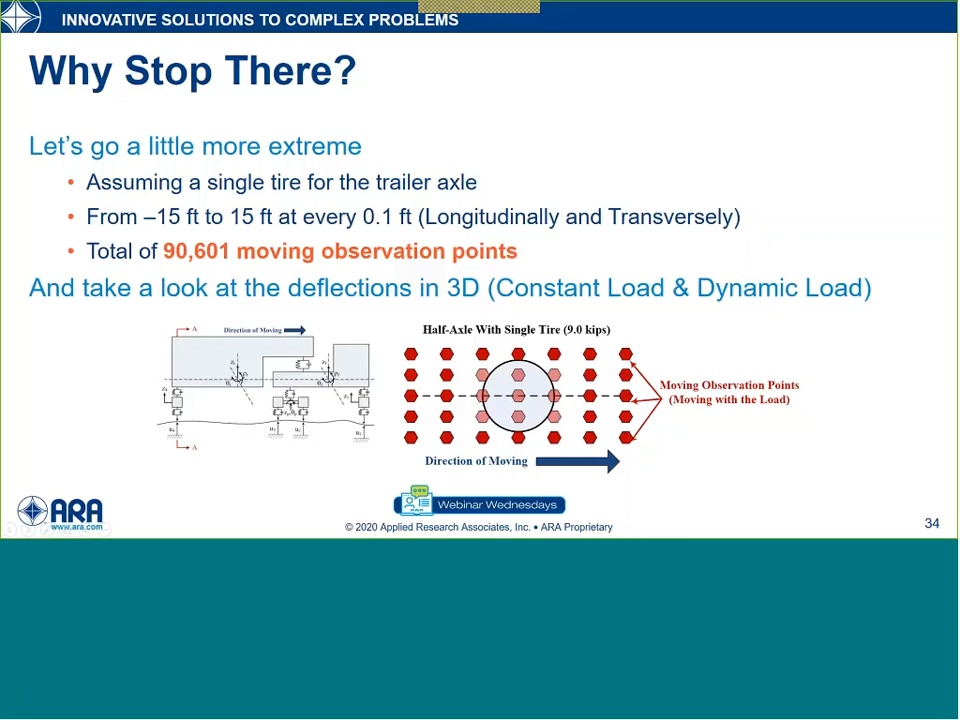 INNOVATIVE SOLUTIONS TO COMPLEX PROBLEMS
Why Stop There?
Let's go a little more extreme
• Assuming a single tire for the trailer axle
• From –15 ft to 15 ft at every 0.1 ft (Longitudinally and Transversely)
• Total of 90,601 moving observation points
And take a look at the deflections in 3D (Constant Load & Dynamic Load)
A
Direction of Moving
A
Half-Axle With Single Tire (9.0 kips)
Moving Observation Points
(Moving with the Load)
Direction of Moving
ARA
www.ara.com
Webinar Wednesdays
© 2020 Applied Research Associates, Inc. • ARA Proprietary
34